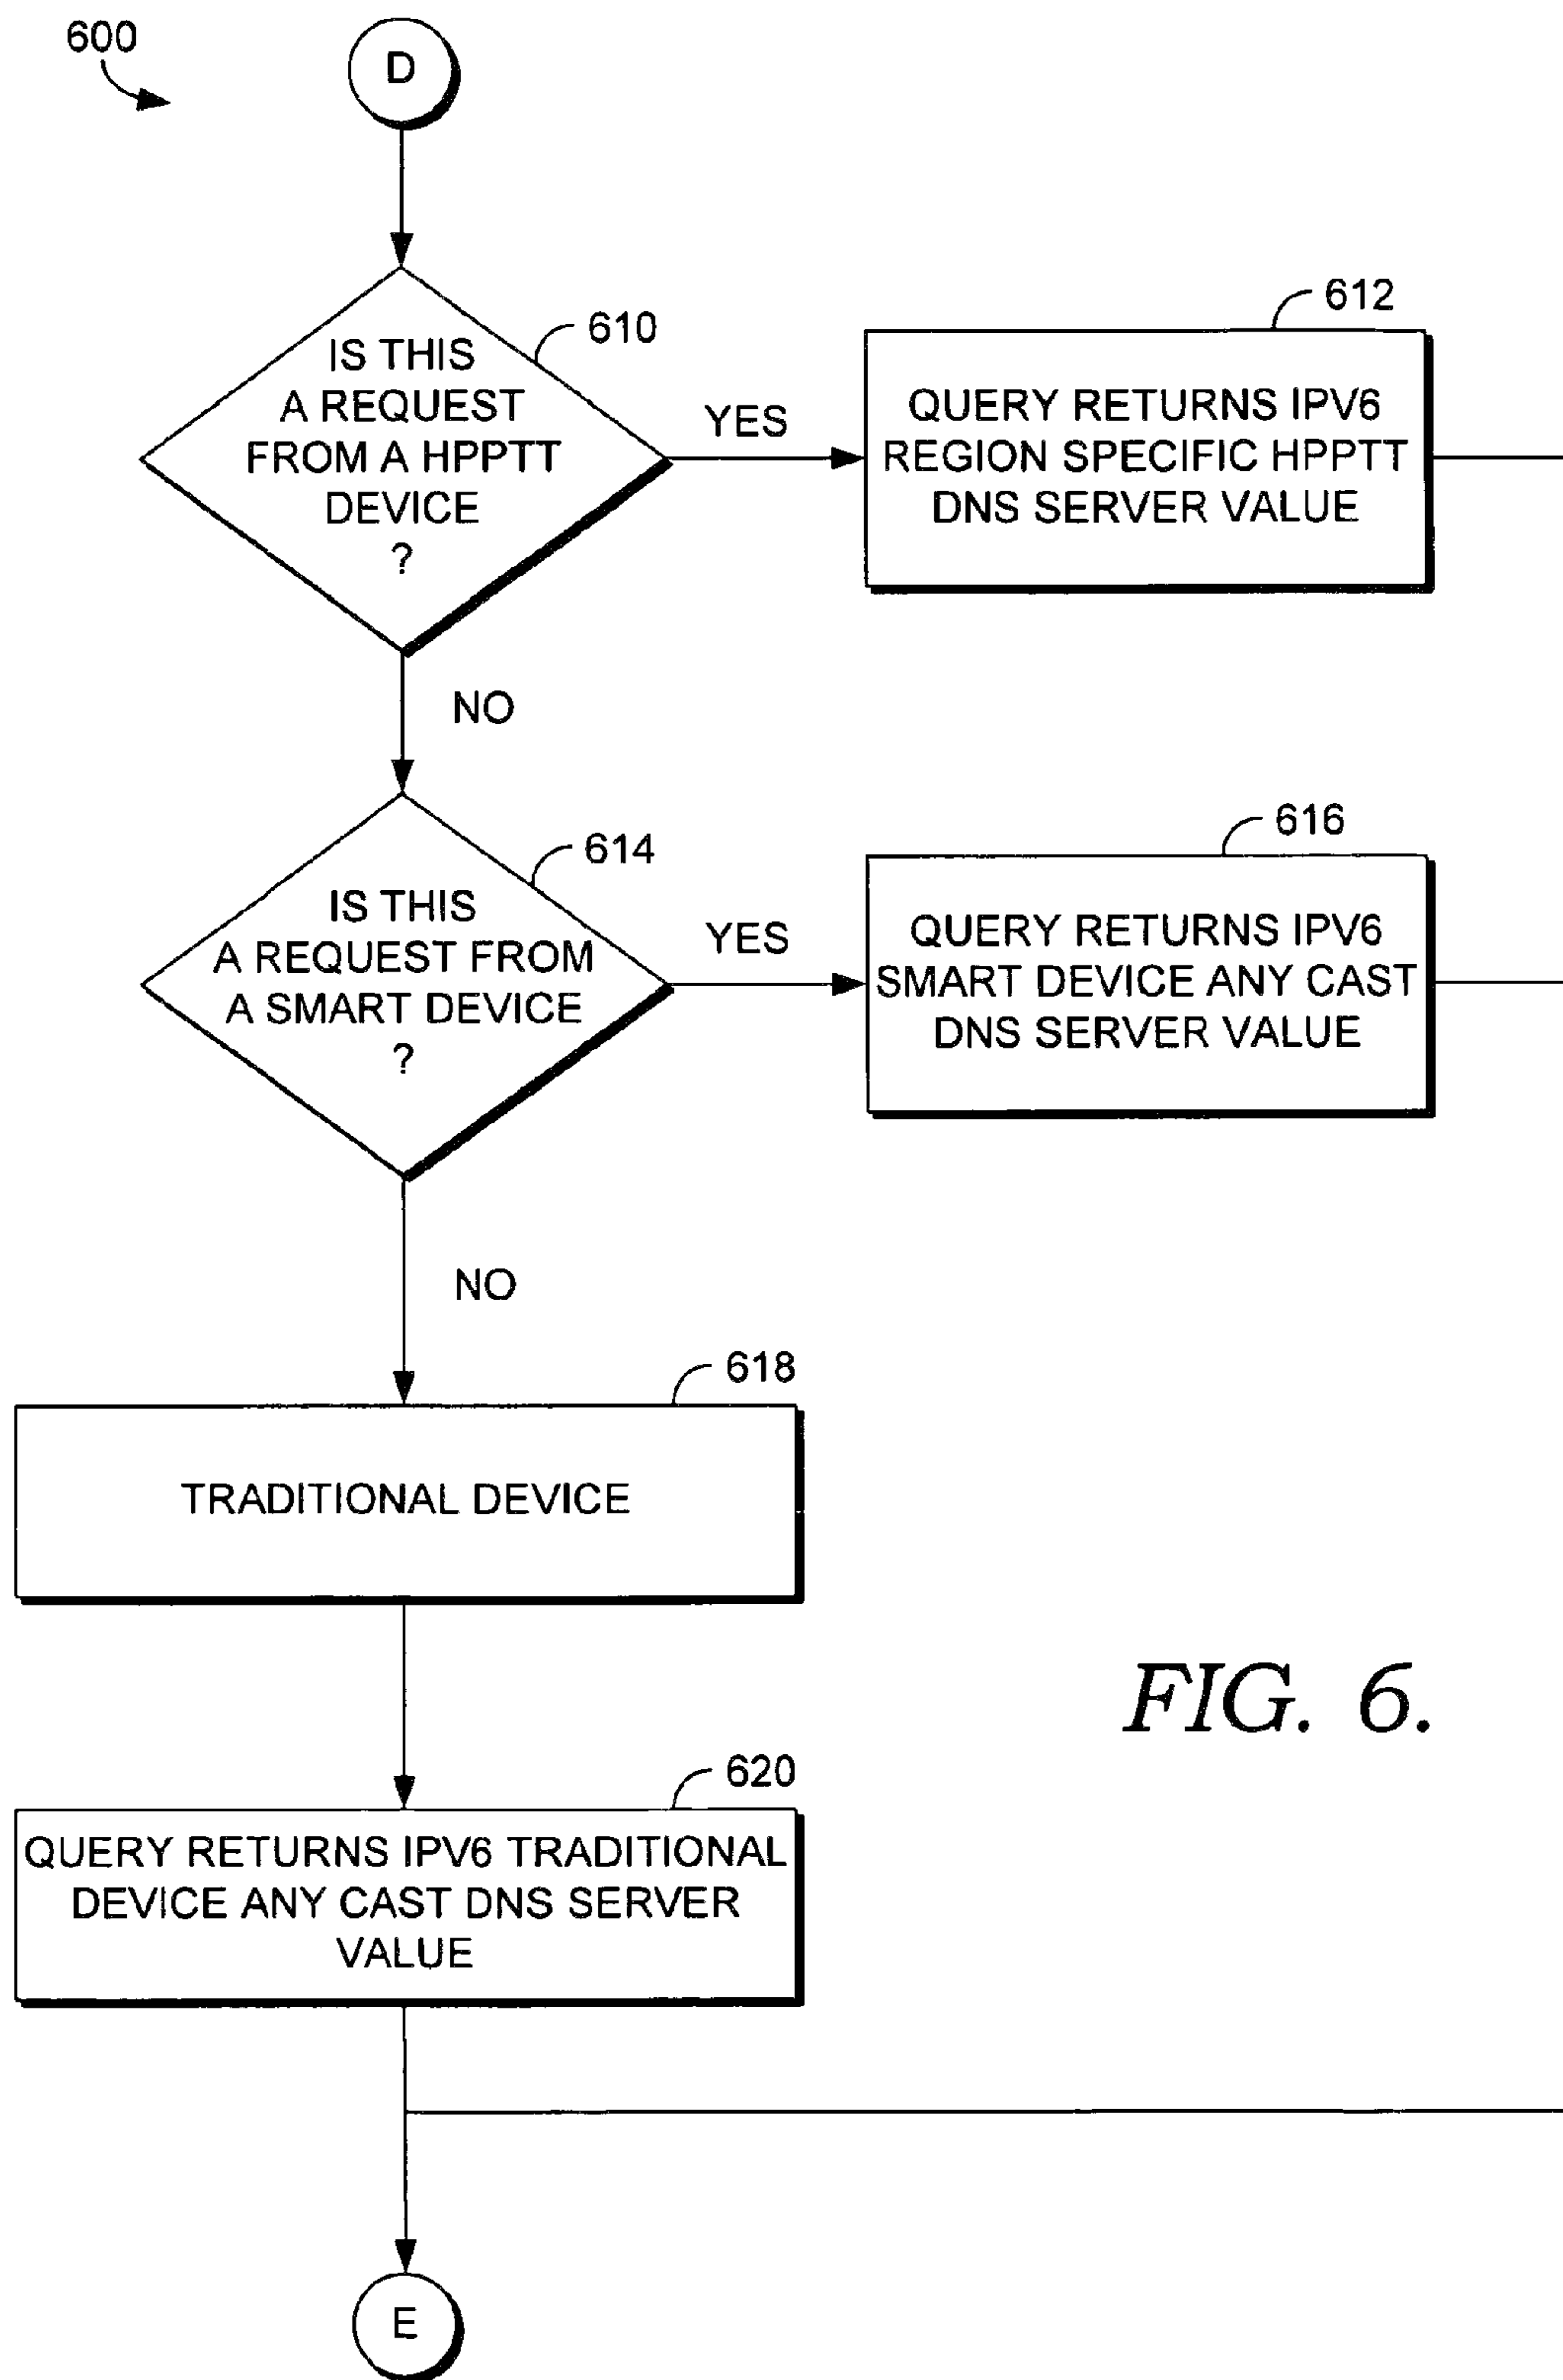 600
D
IS THIS
A REQUEST
FROM A HPPTT
DEVICE
?
610
YES
612
QUERY RETURNS IPV6
REGION SPECIFIC HPPTT
DNS SERVER VALUE
NO
IS THIS
A REQUEST FROM
A SMART DEVICE
?
614
YES
616
QUERY RETURNS IPV6
SMART DEVICE ANY CAST
DNS SERVER VALUE
NO
618
TRADITIONAL DEVICE
FIG. 6.
620
QUERY RETURNS IPV6 TRADITIONAL
DEVICE ANY CAST DNS SERVER
VALUE
E